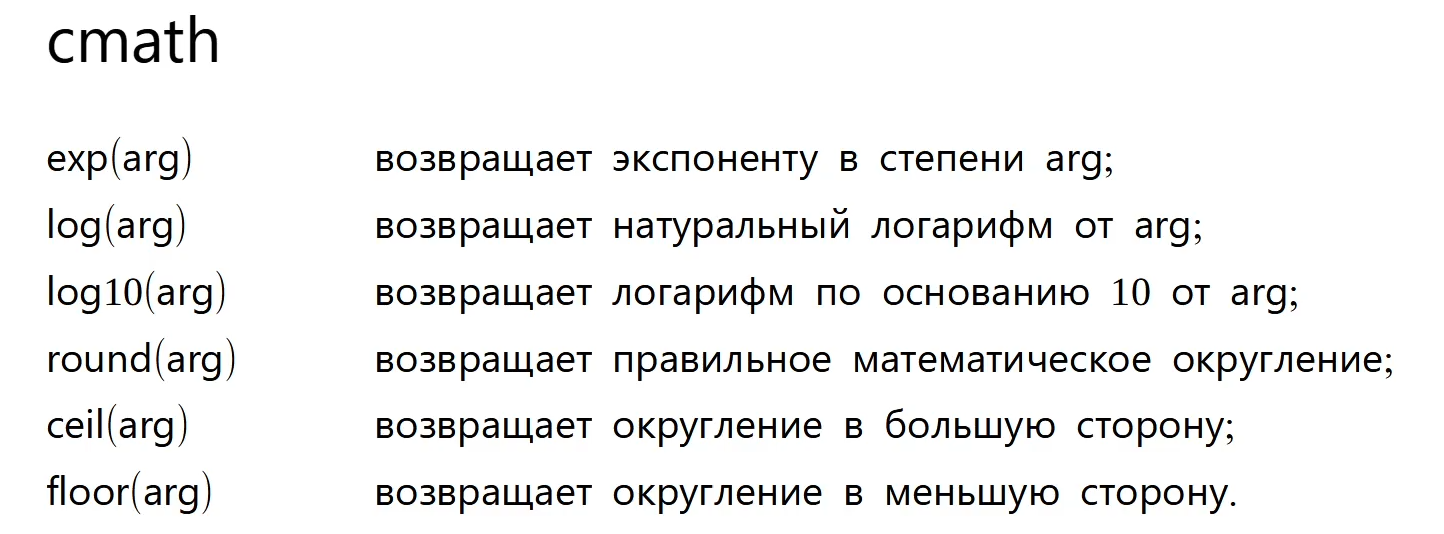 cmath
exp(arg) возвращает экспоненту в степени arg;
log(arg) возвращает натуральный логарифм от arg;
log10(arg) возвращает логарифм по основанию 10 от arg;
round(arg) возвращает правильное математическое округление;
ceil(arg) возвращает округление в большую сторону;
floor(arg) возвращает округление в меньшую сторону.